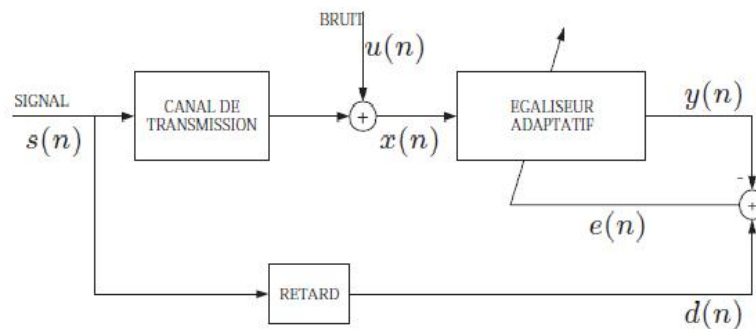 BRUIT
u(n)
SIGNAL
s(n)
CANAL DE
TRANSMISSION
+
x(n)
EGALISEUR
ADAPTATIF
y(n)
-
+
e(n)
RETARD
d(n)